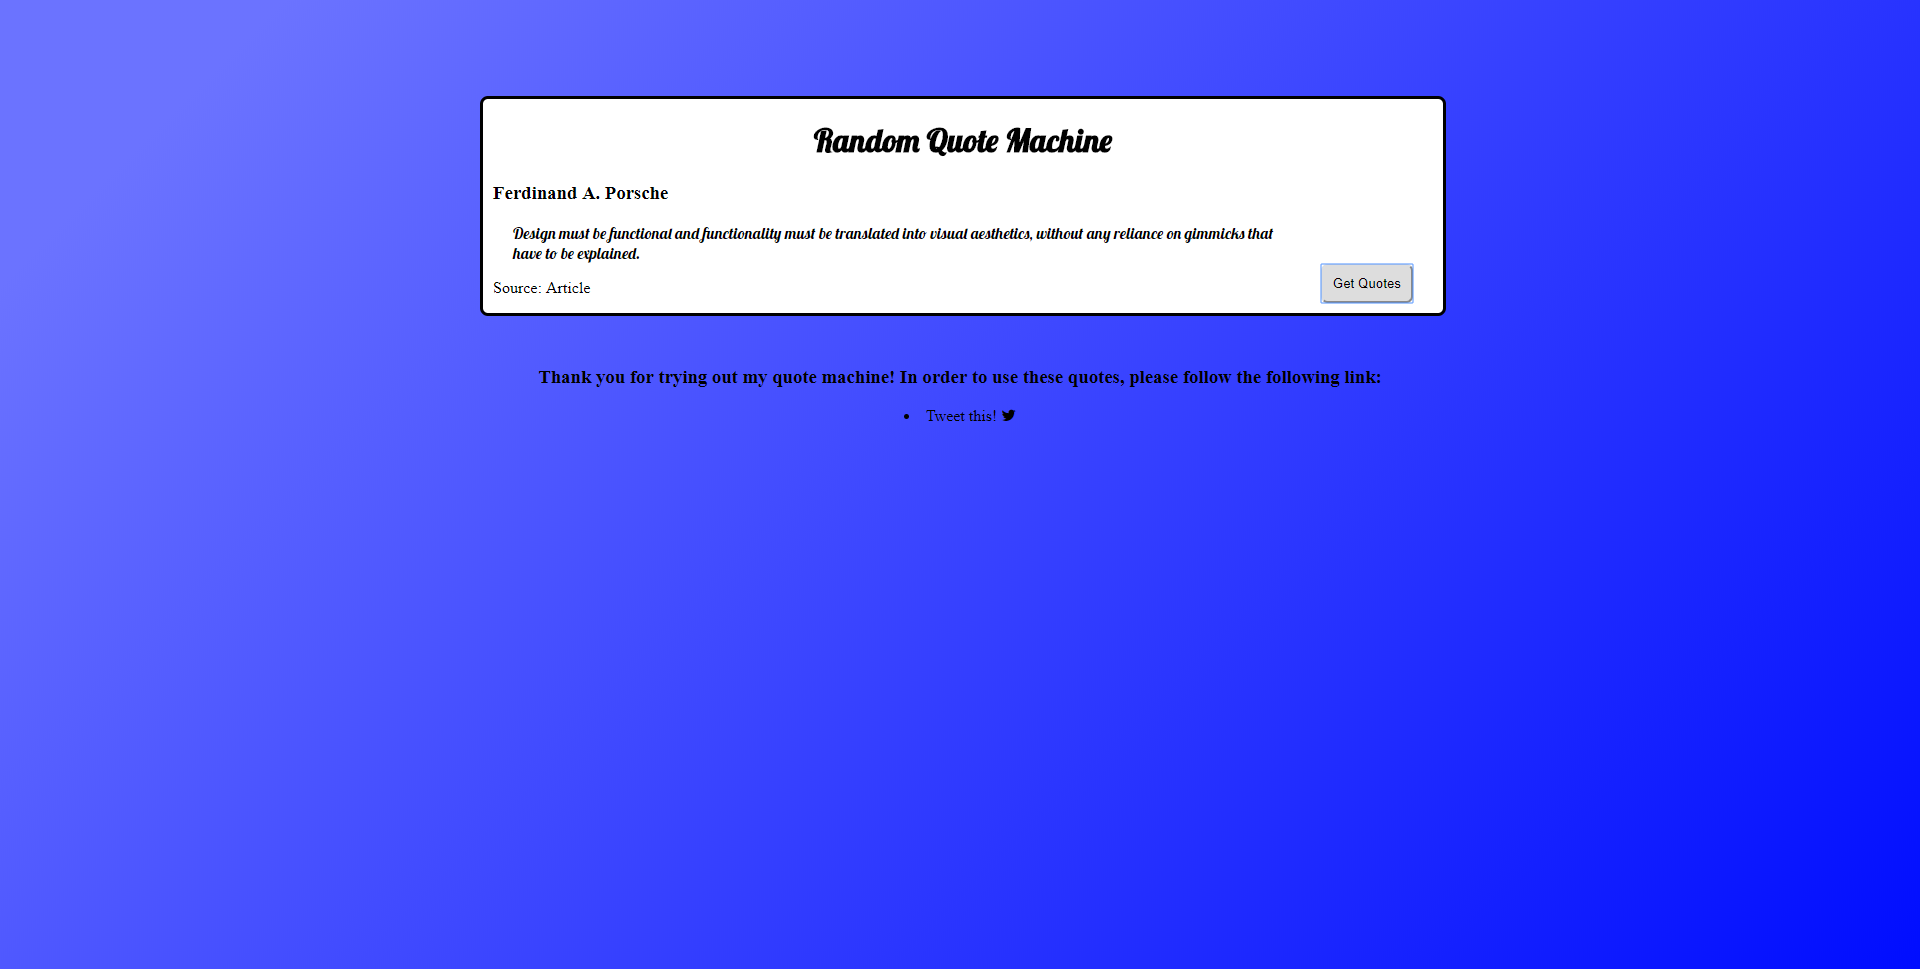 Random Quote Machine
Ferdinand A. Porsche
Design must be functional and functionality must be translated into visual aesthetics, without any reliance on gimmicks that
have to be explained.
Source: Article
Get Quotes
Thank you for trying out my quote machine! In order to use these quotes, please follow the following link:
• Tweet this!